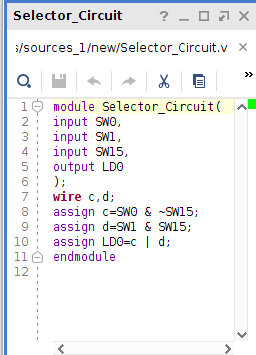 Selector_Circuit
s/sources_1/new/Selector_Circuit.v
1 module Selector_Circuit(
2 input SW0,
3 input SW1,
4 input SW15,
5 output LD0
6 );
7 wire c,d;
8 assign c=SW0 & ~SW15;
9 assign d=SW1 & SW15;
10 assign LD0=c | d;
11 endmodule
12